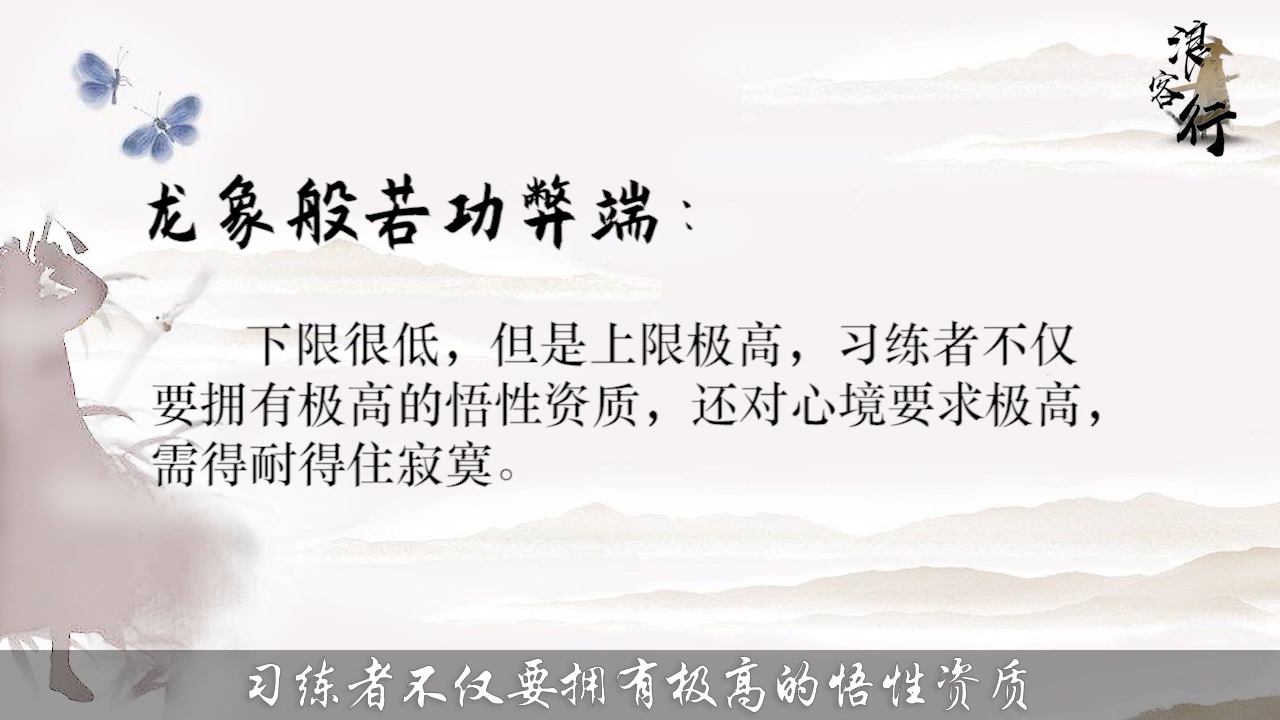 浪客行
龙象般若功弊端：
下限很低，但是上限极高，习练者不仅
要拥有极高的悟性资质，还对心境要求极高，
需得耐得住寂寞。
习练者不仅要拥有极高的悟性资质